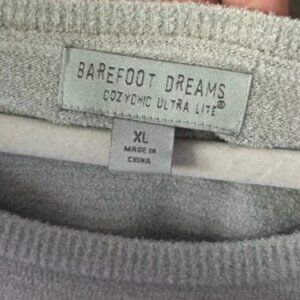 BAREFOOT DREAMS
COZYCHIC ULTRA LITE®
XL
MADE IN
CHINA